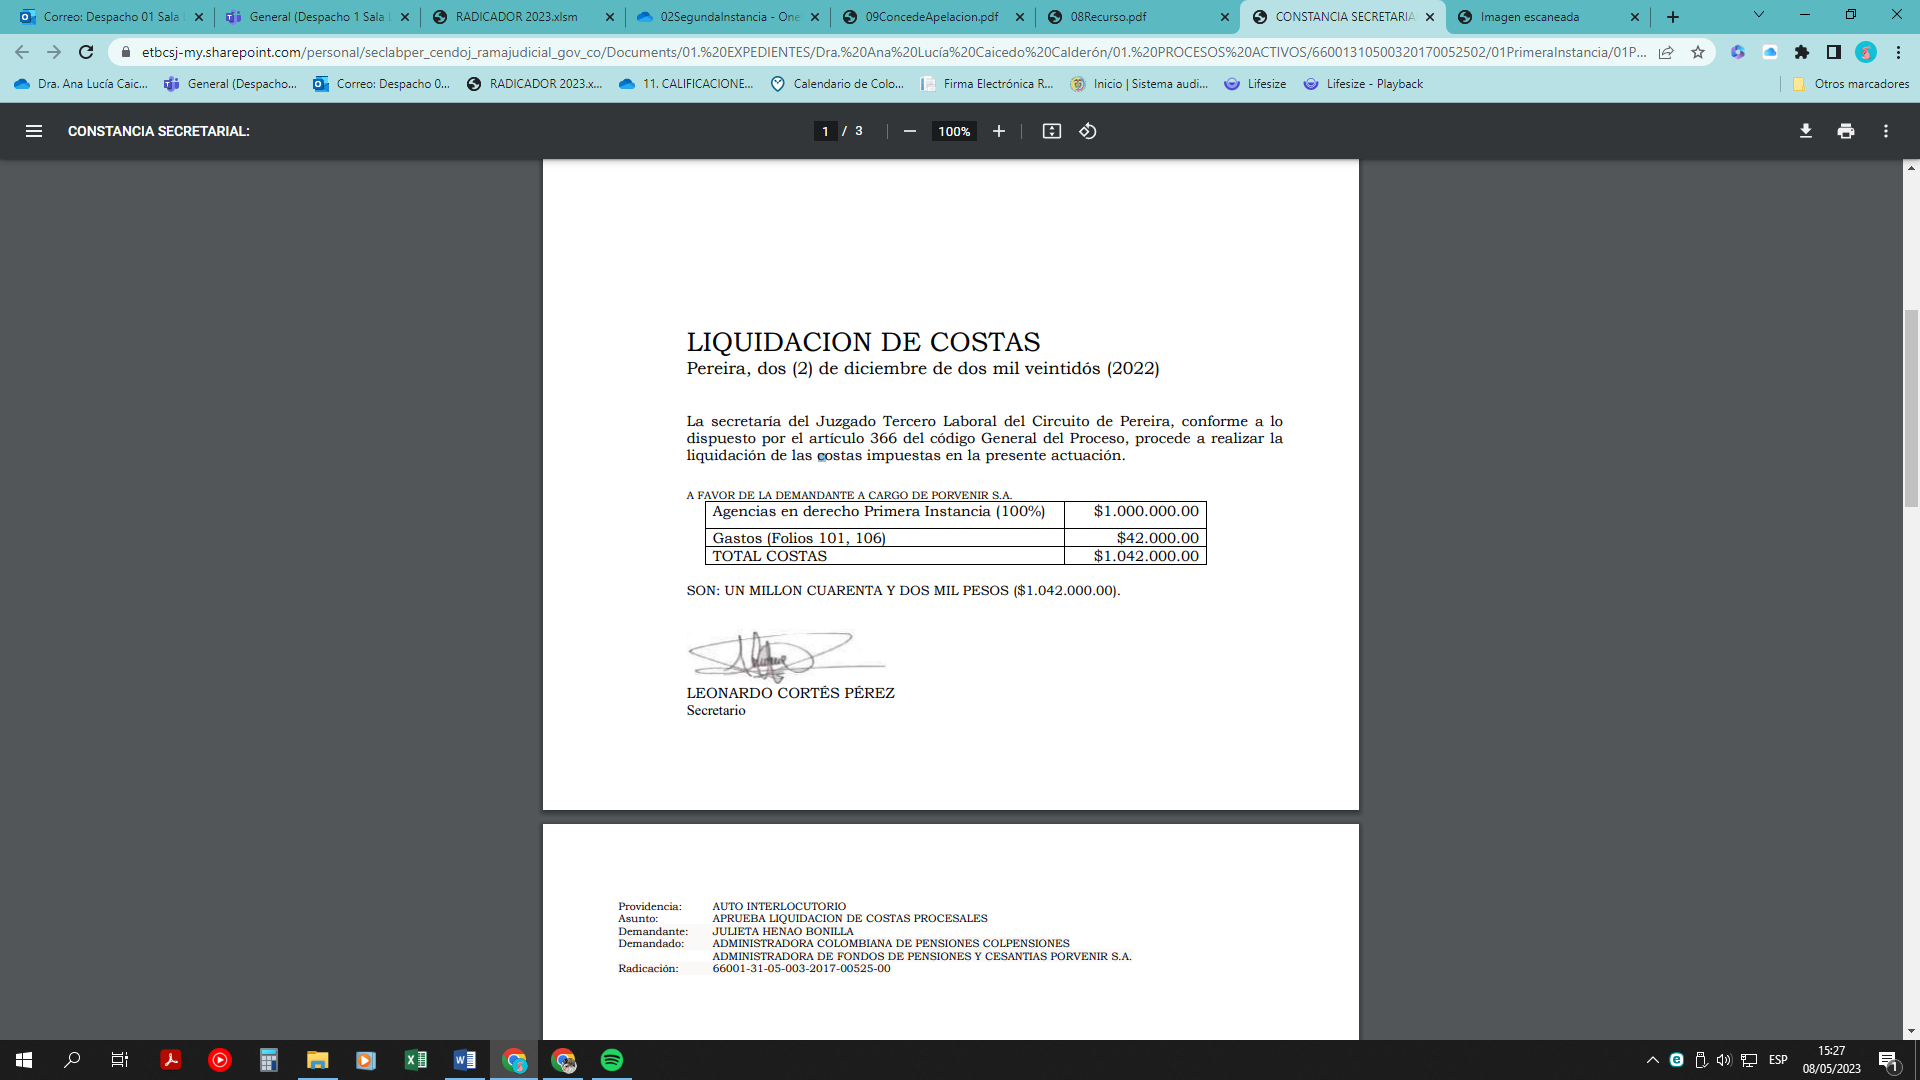 Correo: Despacho 01 Sala
General (Despacho 1 Sala
RADICADOR 2023.xlsm
02SegundaInstancia - One
09ConcedeApelacion.pdf
08Recurso.pdf
CONSTANCIA SECRETARIA
Imagen escaneada
etbcsj-my.sharepoint.com/personal/seclabper_cendoj_ramajudicial_gov_co/Documents/01.%20EXPEDIENTES/Dra.%20Ana%20Lucía%20Caicedo%20Calderón/01.%20PROCESOS%20ACTIVOS/66001310500320170052502/01PrimeraInstancia/01P...
Dra. Ana Lucía Caic...
General (Despacho...
Correo: Despacho 0...
RADICADOR 2023.x...
11. CALIFICACIONE...
Calendario de Colo...
Firma Electrónica R...
Inicio | Sistema audi...
Lifesize
Lifesize - Playback
Otros marcadores
CONSTANCIA SECRETARIAL:
1 / 3
100%
LIQUIDACION DE COSTAS
Pereira, dos (2) de diciembre de dos mil veintidós (2022)
La secretaría del Juzgado Tercero Laboral del Circuito de Pereira, conforme a lo
dispuesto por el artículo 366 del código General del Proceso, procede a realizar la
liquidación de las costas impuestas en la presente actuación.
A FAVOR DE LA DEMANDANTE A CARGO DE PORVENIR S.A.
Agencias en derecho Primera Instancia (100%) $1.000.000.00
Gastos (Folios 101, 106) $42.000.00
TOTAL COSTAS $1.042.000.00
SON: UN MILLON CUARENTA Y DOS MIL PESOS ($1.042.000.00).
LEONARDO CORTÉS PÉREZ
Secretario
Providencia: AUTO INTERLOCUTORIO
Asunto: APRUEBA LIQUIDACION DE COSTAS PROCESALES
Demandante: JULIETA HENAO BONILLA
Demandado: ADMINISTRADORA COLOMBIANA DE PENSIONES COLPENSIONES
ADMINISTRADORA DE FONDOS DE PENSIONES Y CESANTIAS PORVENIR S.A.
Radicación: 66001-31-05-003-2017-00525-00
ESP
15:27
08/05/2023
1